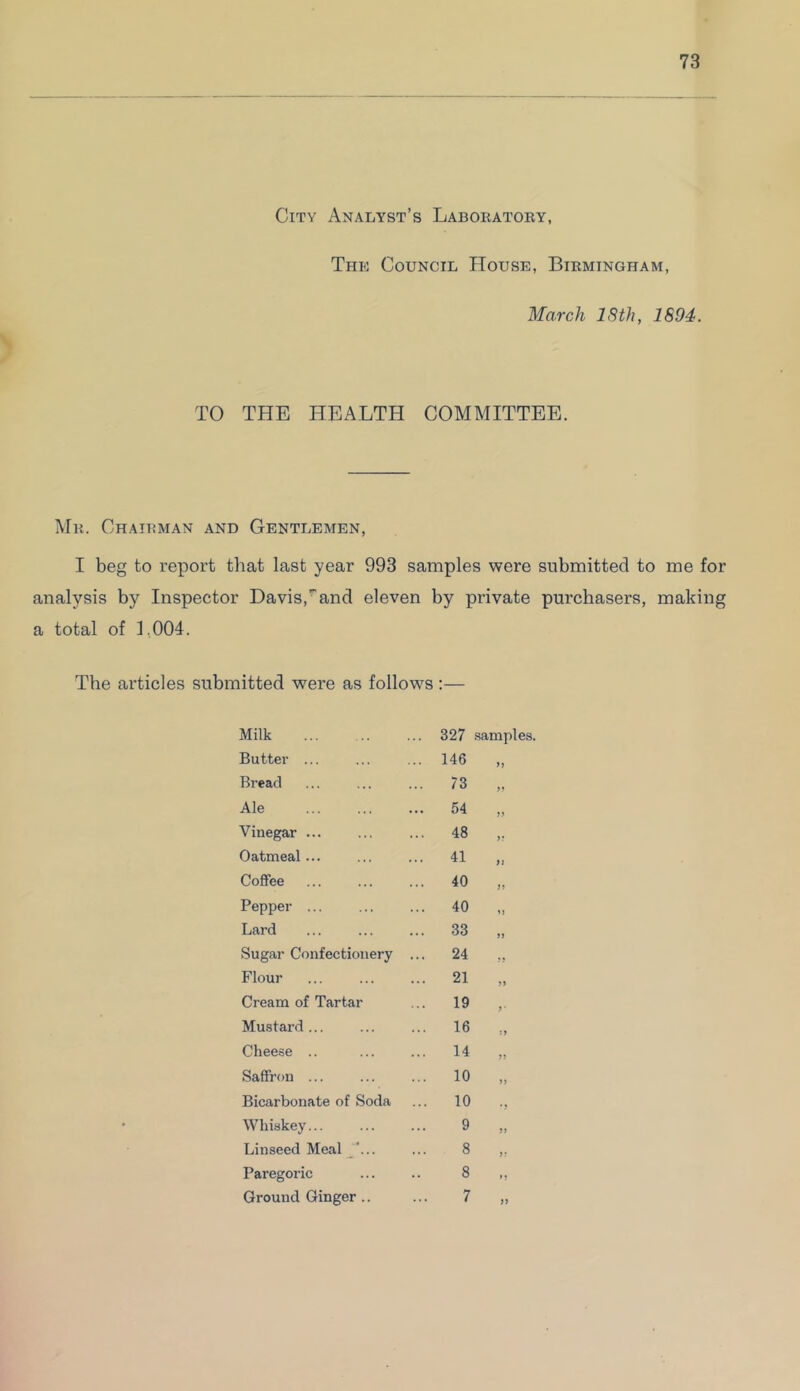 73
City Analyst's Laboratory,
The Council House, Birmingham,
March 18th, 1894.
TO THE HEALTH COMMITTEE.
Mr. Chairman and Gentlemen,
I beg to report that last year 993 samples were submitted to me for
analysis by Inspector Davis, and eleven by private purchasers, making
a total of 1,004.
The articles submitted were as follows :—
Milk ... ... ... 327 samples.
Butter ... ... ... 146 „
Bread ... ... ... 73 „
Ale ... ... ... 54 „
Vinegar ... ... ... 48 „
Oatmeal ... ... ... 41 „
Coffee ... ... ... 40 „
Pepper ... ... ... 40 „
Lard ... ... ... 33 „
Sugar Confectionery ... 24 „
Flour ... ... ... 21 „
Cream of Tartar ... 19 „
Mustard ... ... ... 16 „
Cheese .. ... ... 14 „
Saffron ... ... ... 10 „
Bicarbonate of Soda ... 10 „
Whiskey... ... ... 9 „
Linseed Meal ... ... 8 „
Paregoric ... .. 8 „
Ground Ginger .. ... 7 „